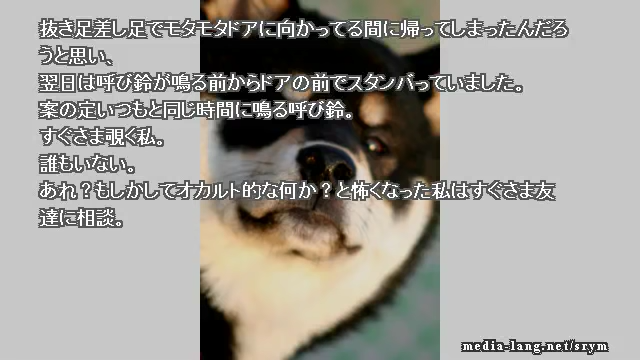 抜き足差し足でモタモタドアに向かってる間に帰ってしまったんだろ
うと思い、
翌日は呼び鈴が鳴る前からドアの前でスタンバっていました。
案の定いつもと同じ時間に鳴る呼び鈴。
すぐさま覗く私。
誰もいない。
あれ？もしかしてオカルト的な何か？と怖くなった私はすぐさま友
達に相談。
media-lang.net/srym